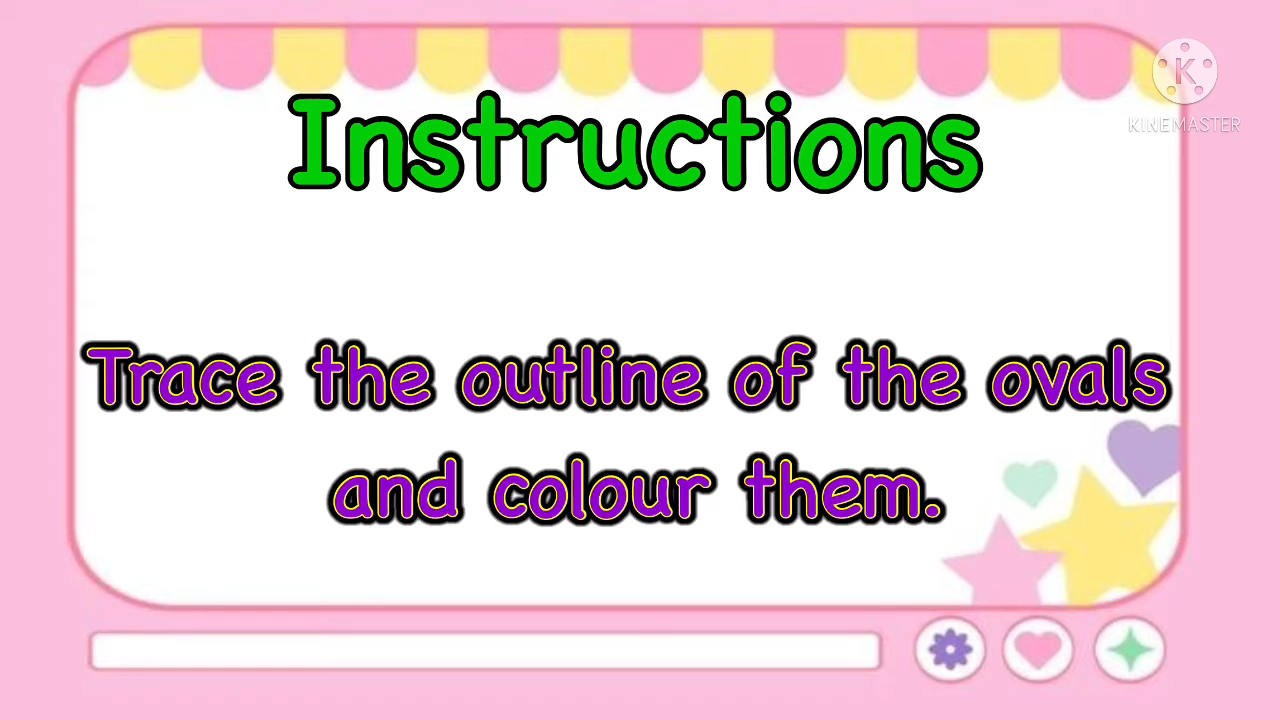 K
KINEMASTER
Instructions
Trace the outline of the ovals
and colour them.